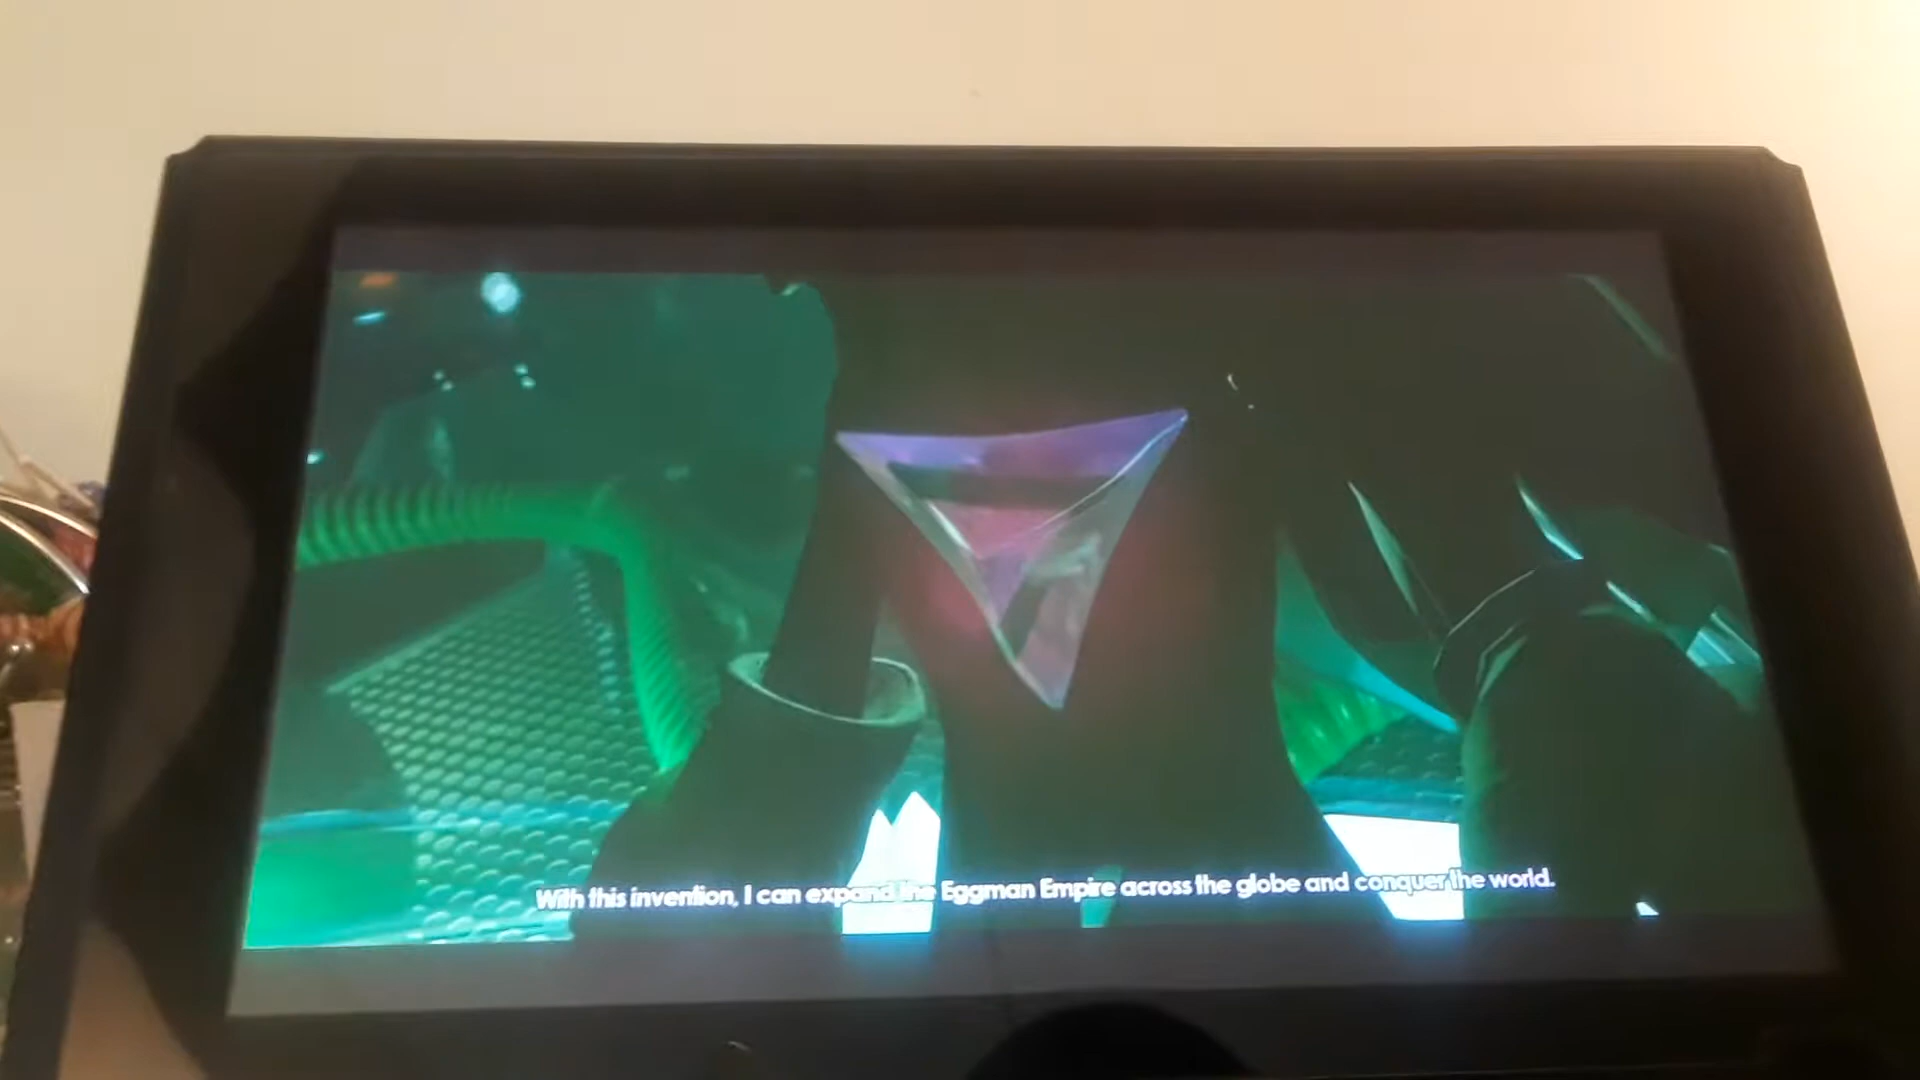 With this invention, I can expand the Eggman Empire across the globe and conquer the world.